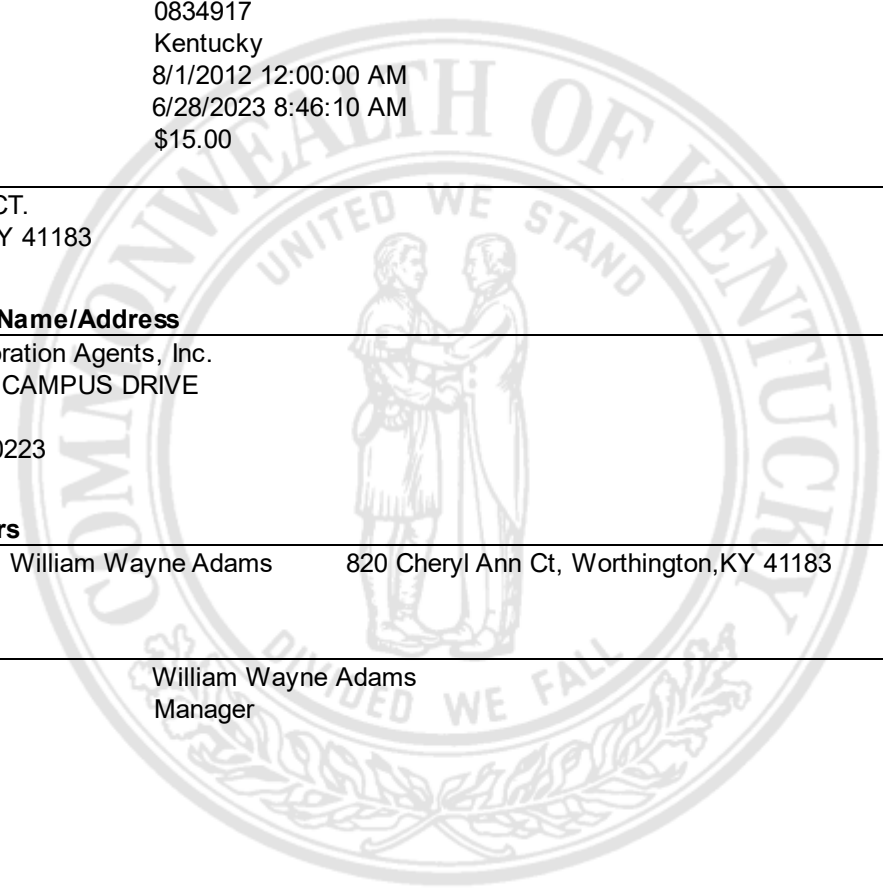 0834917
Kentucky
8/1/2012 12:00:00 AM
6/28/2023 8:46:10 AM
$15.00
CT.
Y 41183
Name/Address
ration Agents, Inc.
CAMPUS DRIVE
0223
rs
William Wayne Adams 820 Cheryl Ann Ct, Worthington,KY 41183
William Wayne Adams
Manager
COMMONWEALTH OF KENTUCKY
UNITED WE STAND
DIVIDED WE FALL